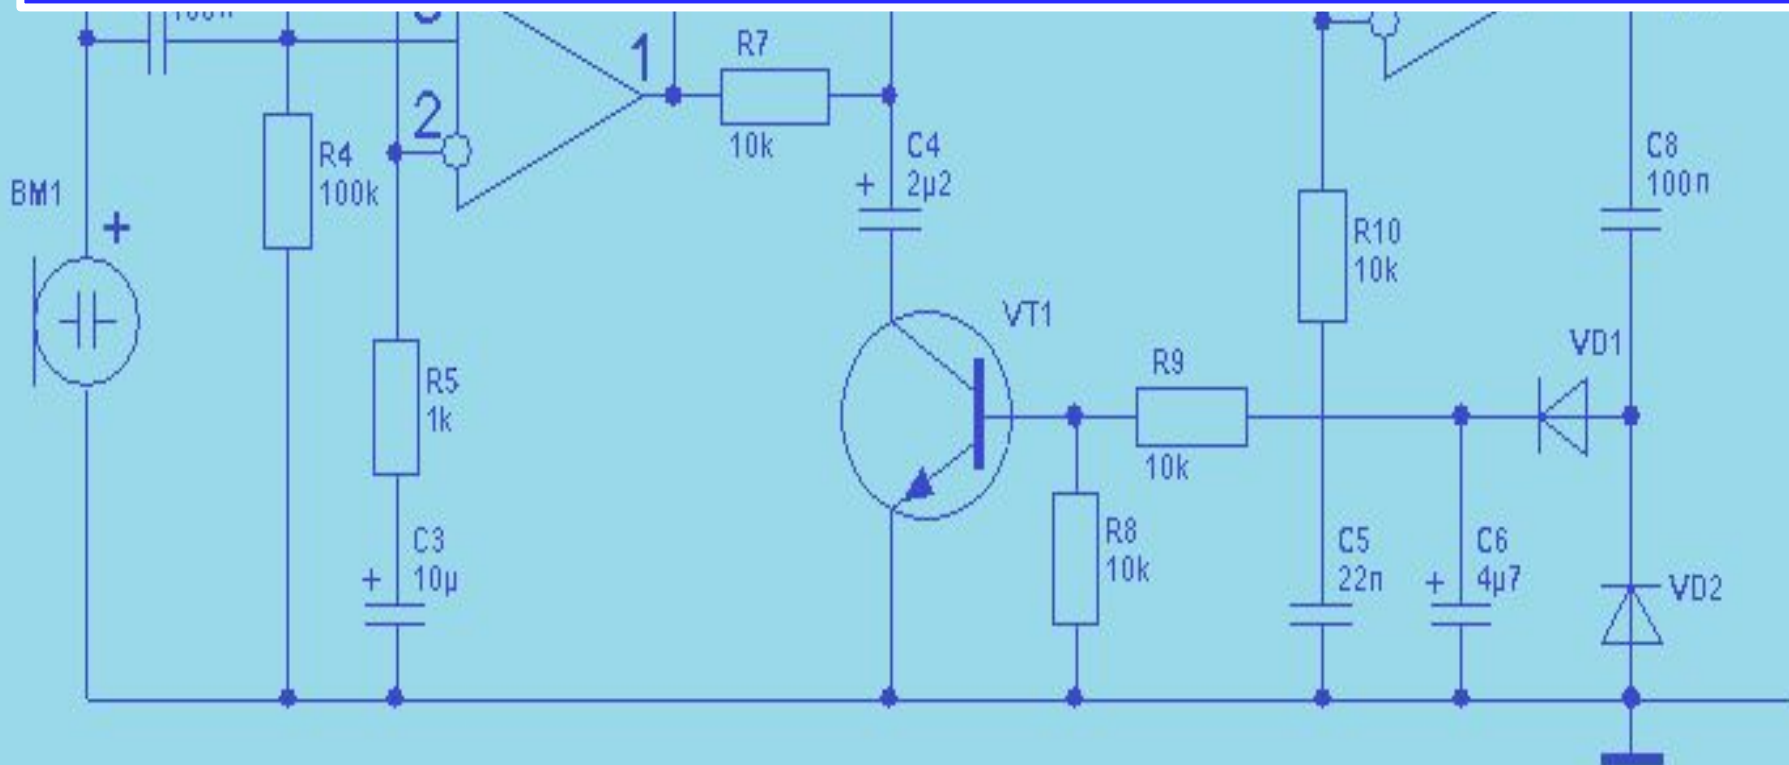 1
R7
10k
2
R4
100k
BM1
+
C4
+
2µ2
C8
100n
R10
10k
VT1
VD1
R9
10k
R5
1k
C3
+
10µ
R8
10k
C5
22n
C6
+
4µ7
VD2